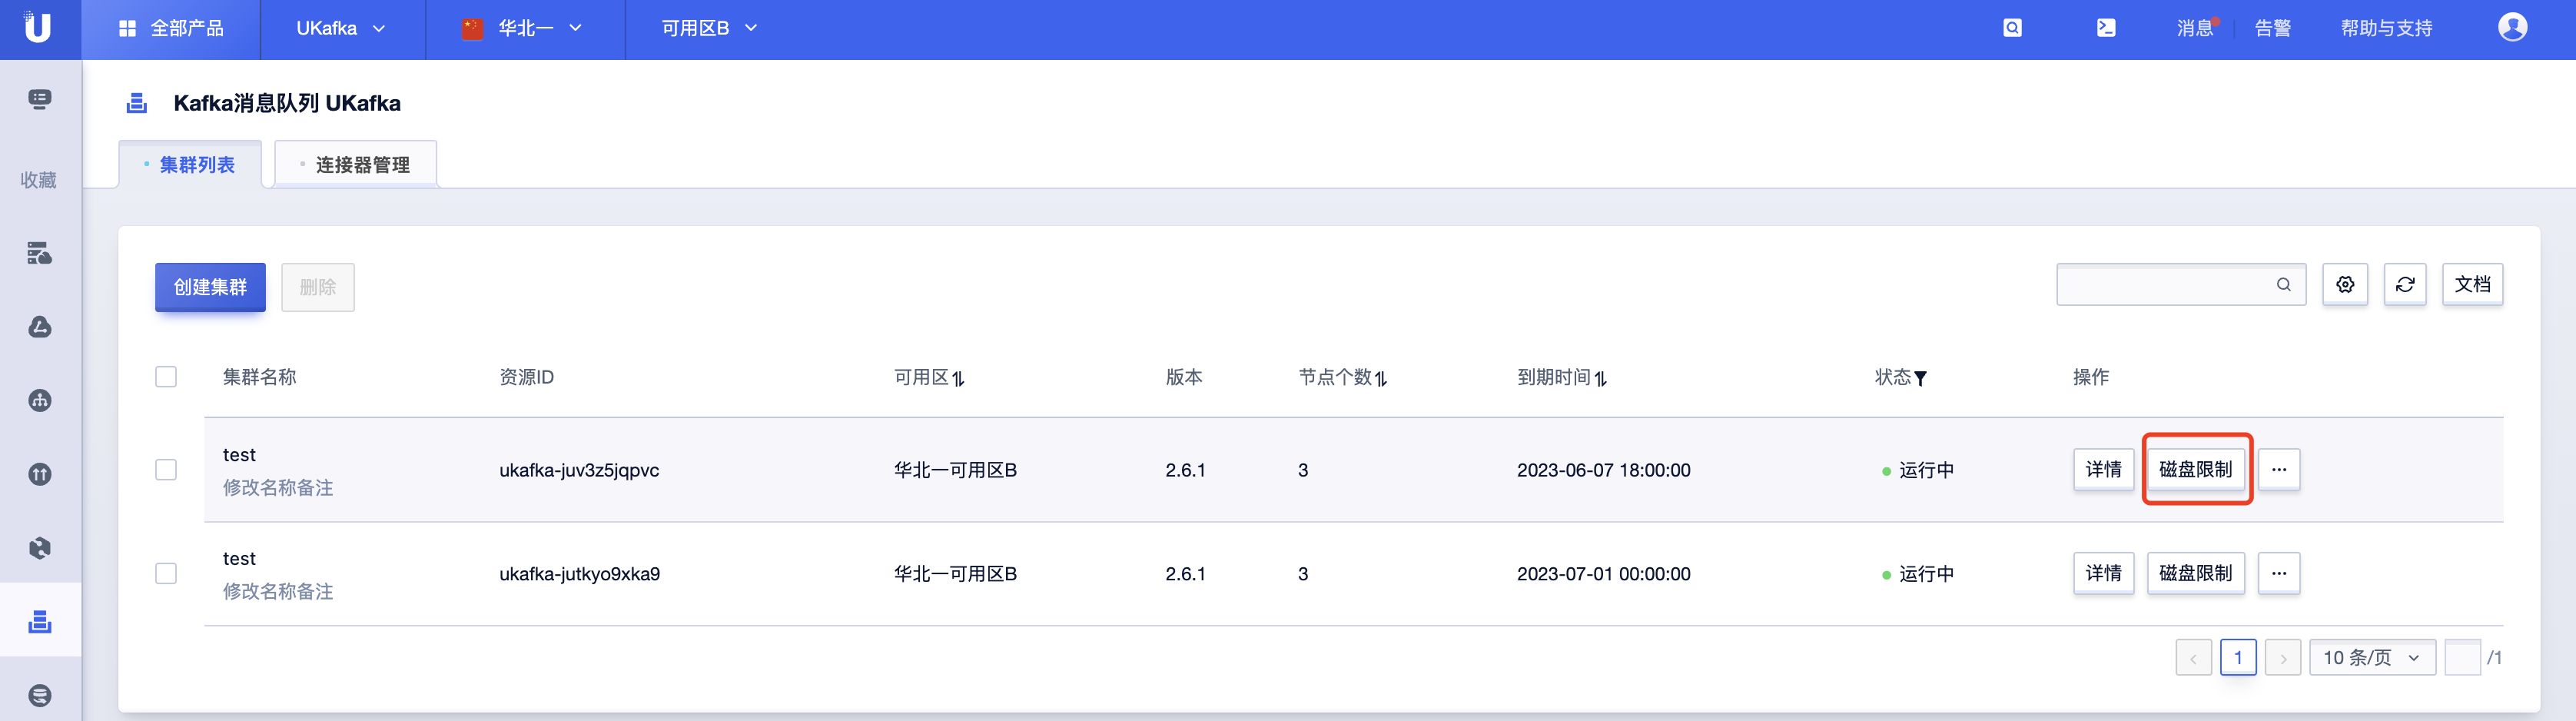 全部产品 UKafka 华北一 可用区B 消息 告警 帮助与支持
Kafka消息队列 UKafka
集群列表 连接器管理
收藏
创建集群 删除 文档
集群名称 资源ID 可用区 版本 节点个数 到期时间 状态 操作
test
修改名称备注
ukafka-juv3z5jqpvc 华北一可用区B 2.6.1 3 2023-06-07 18:00:00 运行中 详情 磁盘限制 ···
test
修改名称备注
ukafka-jutkyo9xka9 华北一可用区B 2.6.1 3 2023-07-01 00:00:00 运行中 详情 磁盘限制 ···
1 10 条/页 /1